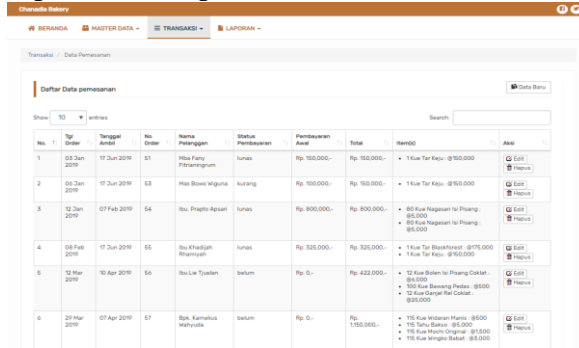 Chanadia Bakery
BERANDA MASTER DATA TRANSAKSI LAPORAN
Transaksi / Data Pemesanan
Daftar Data pemesanan
Data Baru
Show 10 entries Search:
No. Tgl Order Tanggal Ambil No Order Nama Pelanggan Status Pembayaran Pembayaran Awal Total Item(s) Aksi
1 03 Jan 2019 17 Jun 2019 51 Mba Fany Fitrianingrum lunas Rp. 150,000,- Rp. 150,000,- 1 Kue Tar Keju : @150,000 Edit Hapus
2 06 Jan 2019 17 Jun 2019 53 Mas Bowo Wiguna kurang Rp. 100,000,- Rp. 150,000,- 1 Kue Tar Keju : @150,000 Edit Hapus
3 12 Jan 2019 07 Feb 2019 54 Ibu. Prapto Apsari lunas Rp. 800,000,- Rp. 800,000,- 80 Kue Nagasari Isi Pisang : @5,000 80 Kue Nagasari Isi Pisang : @5,000 Edit Hapus
4 08 Feb 2019 17 Jun 2019 55 Ibu Khadijah Rhamiyah lunas Rp. 325,000,- Rp. 325,000,- 1 Kue Tar Blackforest : @175,000 1 Kue Tar Keju : @150,000 Edit Hapus
5 12 Mar 2019 10 Apr 2019 56 Ibu Lie Tjuelan belum Rp. 0,- Rp. 422,000,- 12 Kue Bolen Isi Pisang Coklat : @6,000 100 Kue Bawang Pedas : @500 12 Kue Ganjel Rel Coklat : @25,000 Edit Hapus
6 29 Mar 2019 07 Apr 2019 57 Bpk. Kamelius Wahyuda belum Rp. 0,- Rp. 1,150,000,- 115 Kue Widaran Manis : @500 115 Tahu Bakso : @5,000 115 Kue Mochi Original : @1,500 115 Kue Wingko Babat : @3,000 Edit Hapus